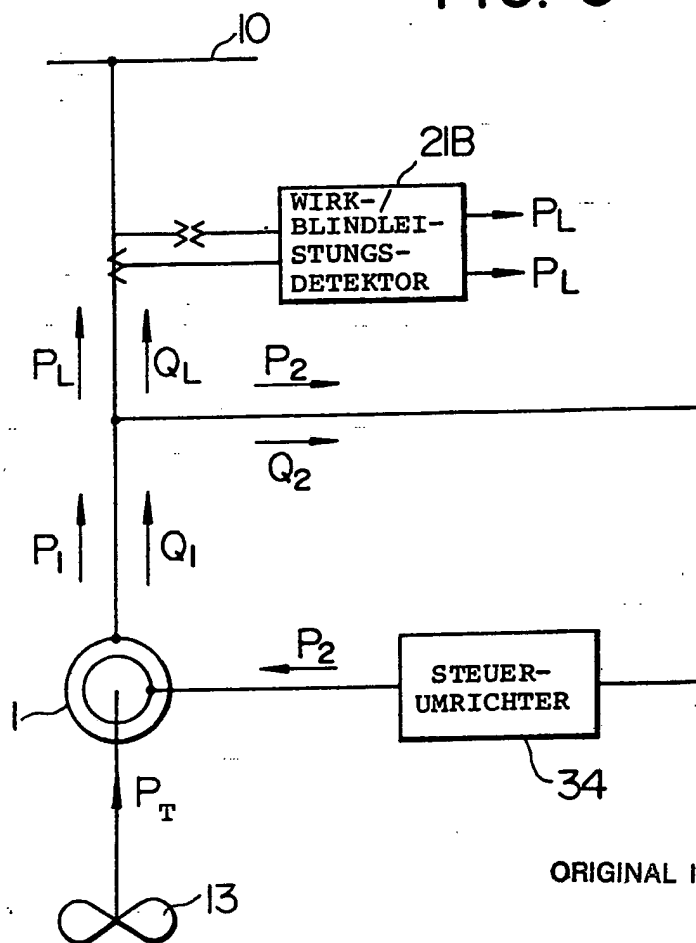 10
21B
WIRK-/
BLINDLEI-
STUNGS-
DETEKTOR
PL
PL
PL
QL
P2
Q2
P1
Q1
P2
STEUER-
UMRICHTER
1
34
PT
13
ORIGINAL